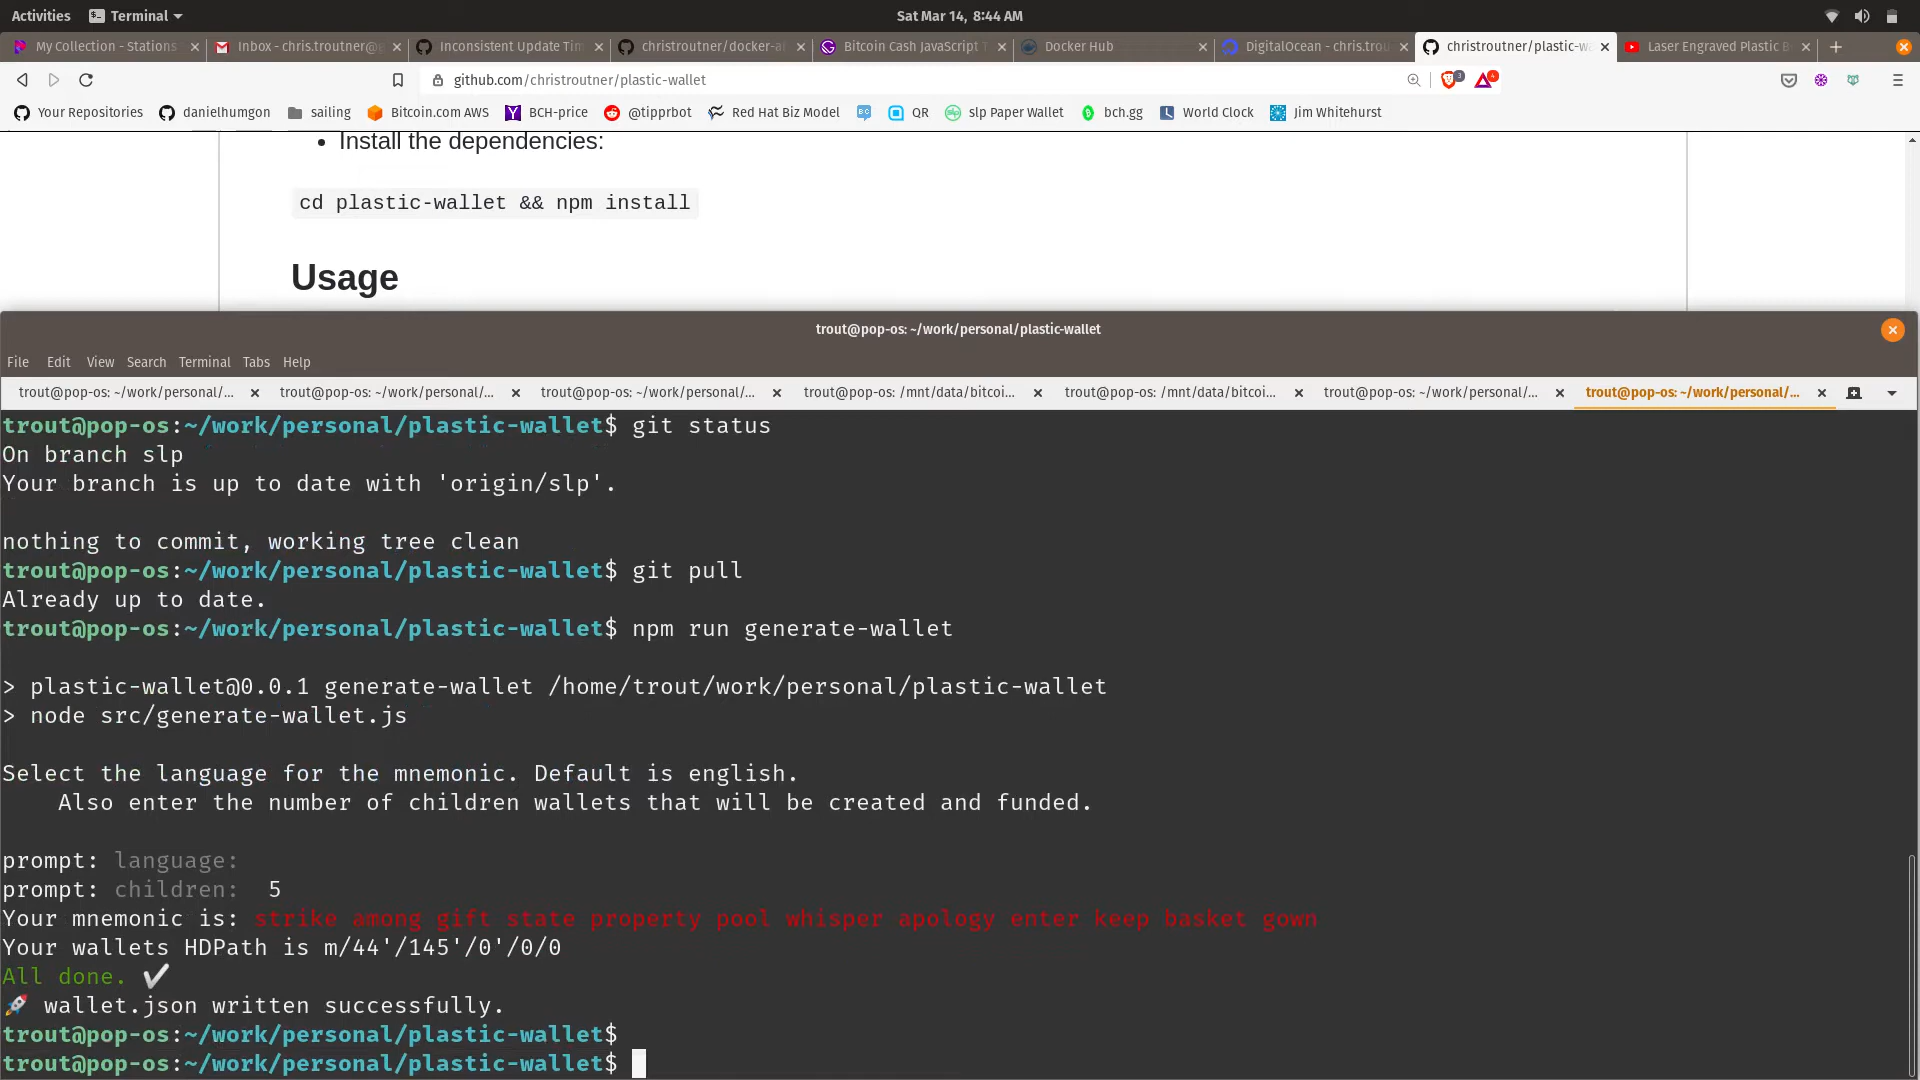 Activities
Terminal
Sat Mar 14, 8:44 AM
My Collection - Stations
Inbox - chris.troutner@
Inconsistent Update Tim
christroutner/docker-a
Bitcoin Cash JavaScript T
Docker Hub
DigitalOcean - chris.trou
christroutner/plastic-wa
Laser Engraved Plastic B
github.com/christroutner/plastic-wallet
3
4
Your Repositories
danielhumgon
sailing
Bitcoin.com AWS
BCH-price
@tipprbot
Red Hat Biz Model
QR
slp Paper Wallet
bch.gg
World Clock
Jim Whitehurst
• Install the dependencies:
cd plastic-wallet && npm install
Usage
trout@pop-os: ~/work/personal/plastic-wallet
File Edit View Search Terminal Tabs Help
trout@pop-os: ~/work/personal/...
trout@pop-os: ~/work/personal/...
trout@pop-os: ~/work/personal/...
trout@pop-os: /mnt/data/bitcoi...
trout@pop-os: /mnt/data/bitcoi...
trout@pop-os: ~/work/personal/...
trout@pop-os: ~/work/personal/...
trout@pop-os:~/work/personal/plastic-wallet$ git status
On branch slp
Your branch is up to date with 'origin/slp'.
nothing to commit, working tree clean
trout@pop-os:~/work/personal/plastic-wallet$ git pull
Already up to date.
trout@pop-os:~/work/personal/plastic-wallet$ npm run generate-wallet
> plastic-wallet@0.0.1 generate-wallet /home/trout/work/personal/plastic-wallet
> node src/generate-wallet.js
Select the language for the mnemonic. Default is english.
Also enter the number of children wallets that will be created and funded.
prompt: language:
prompt: children: 5
Your mnemonic is: strike among gift state property pool whisper apology enter keep basket gown
Your wallets HDPath is m/44'/145'/0'/0/0
All done. ✔
🚀 wallet.json written successfully.
trout@pop-os:~/work/personal/plastic-wallet$
trout@pop-os:~/work/personal/plastic-wallet$